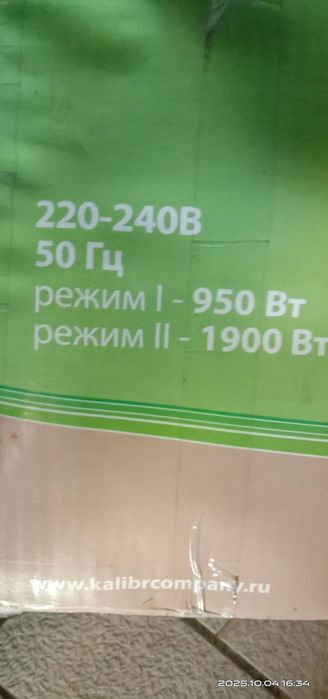 220-240В
50 Гц
режим I - 950 Вт
режим II - 1900 Вт
www.kalibrcompany.ru
2025.10.04 16:34